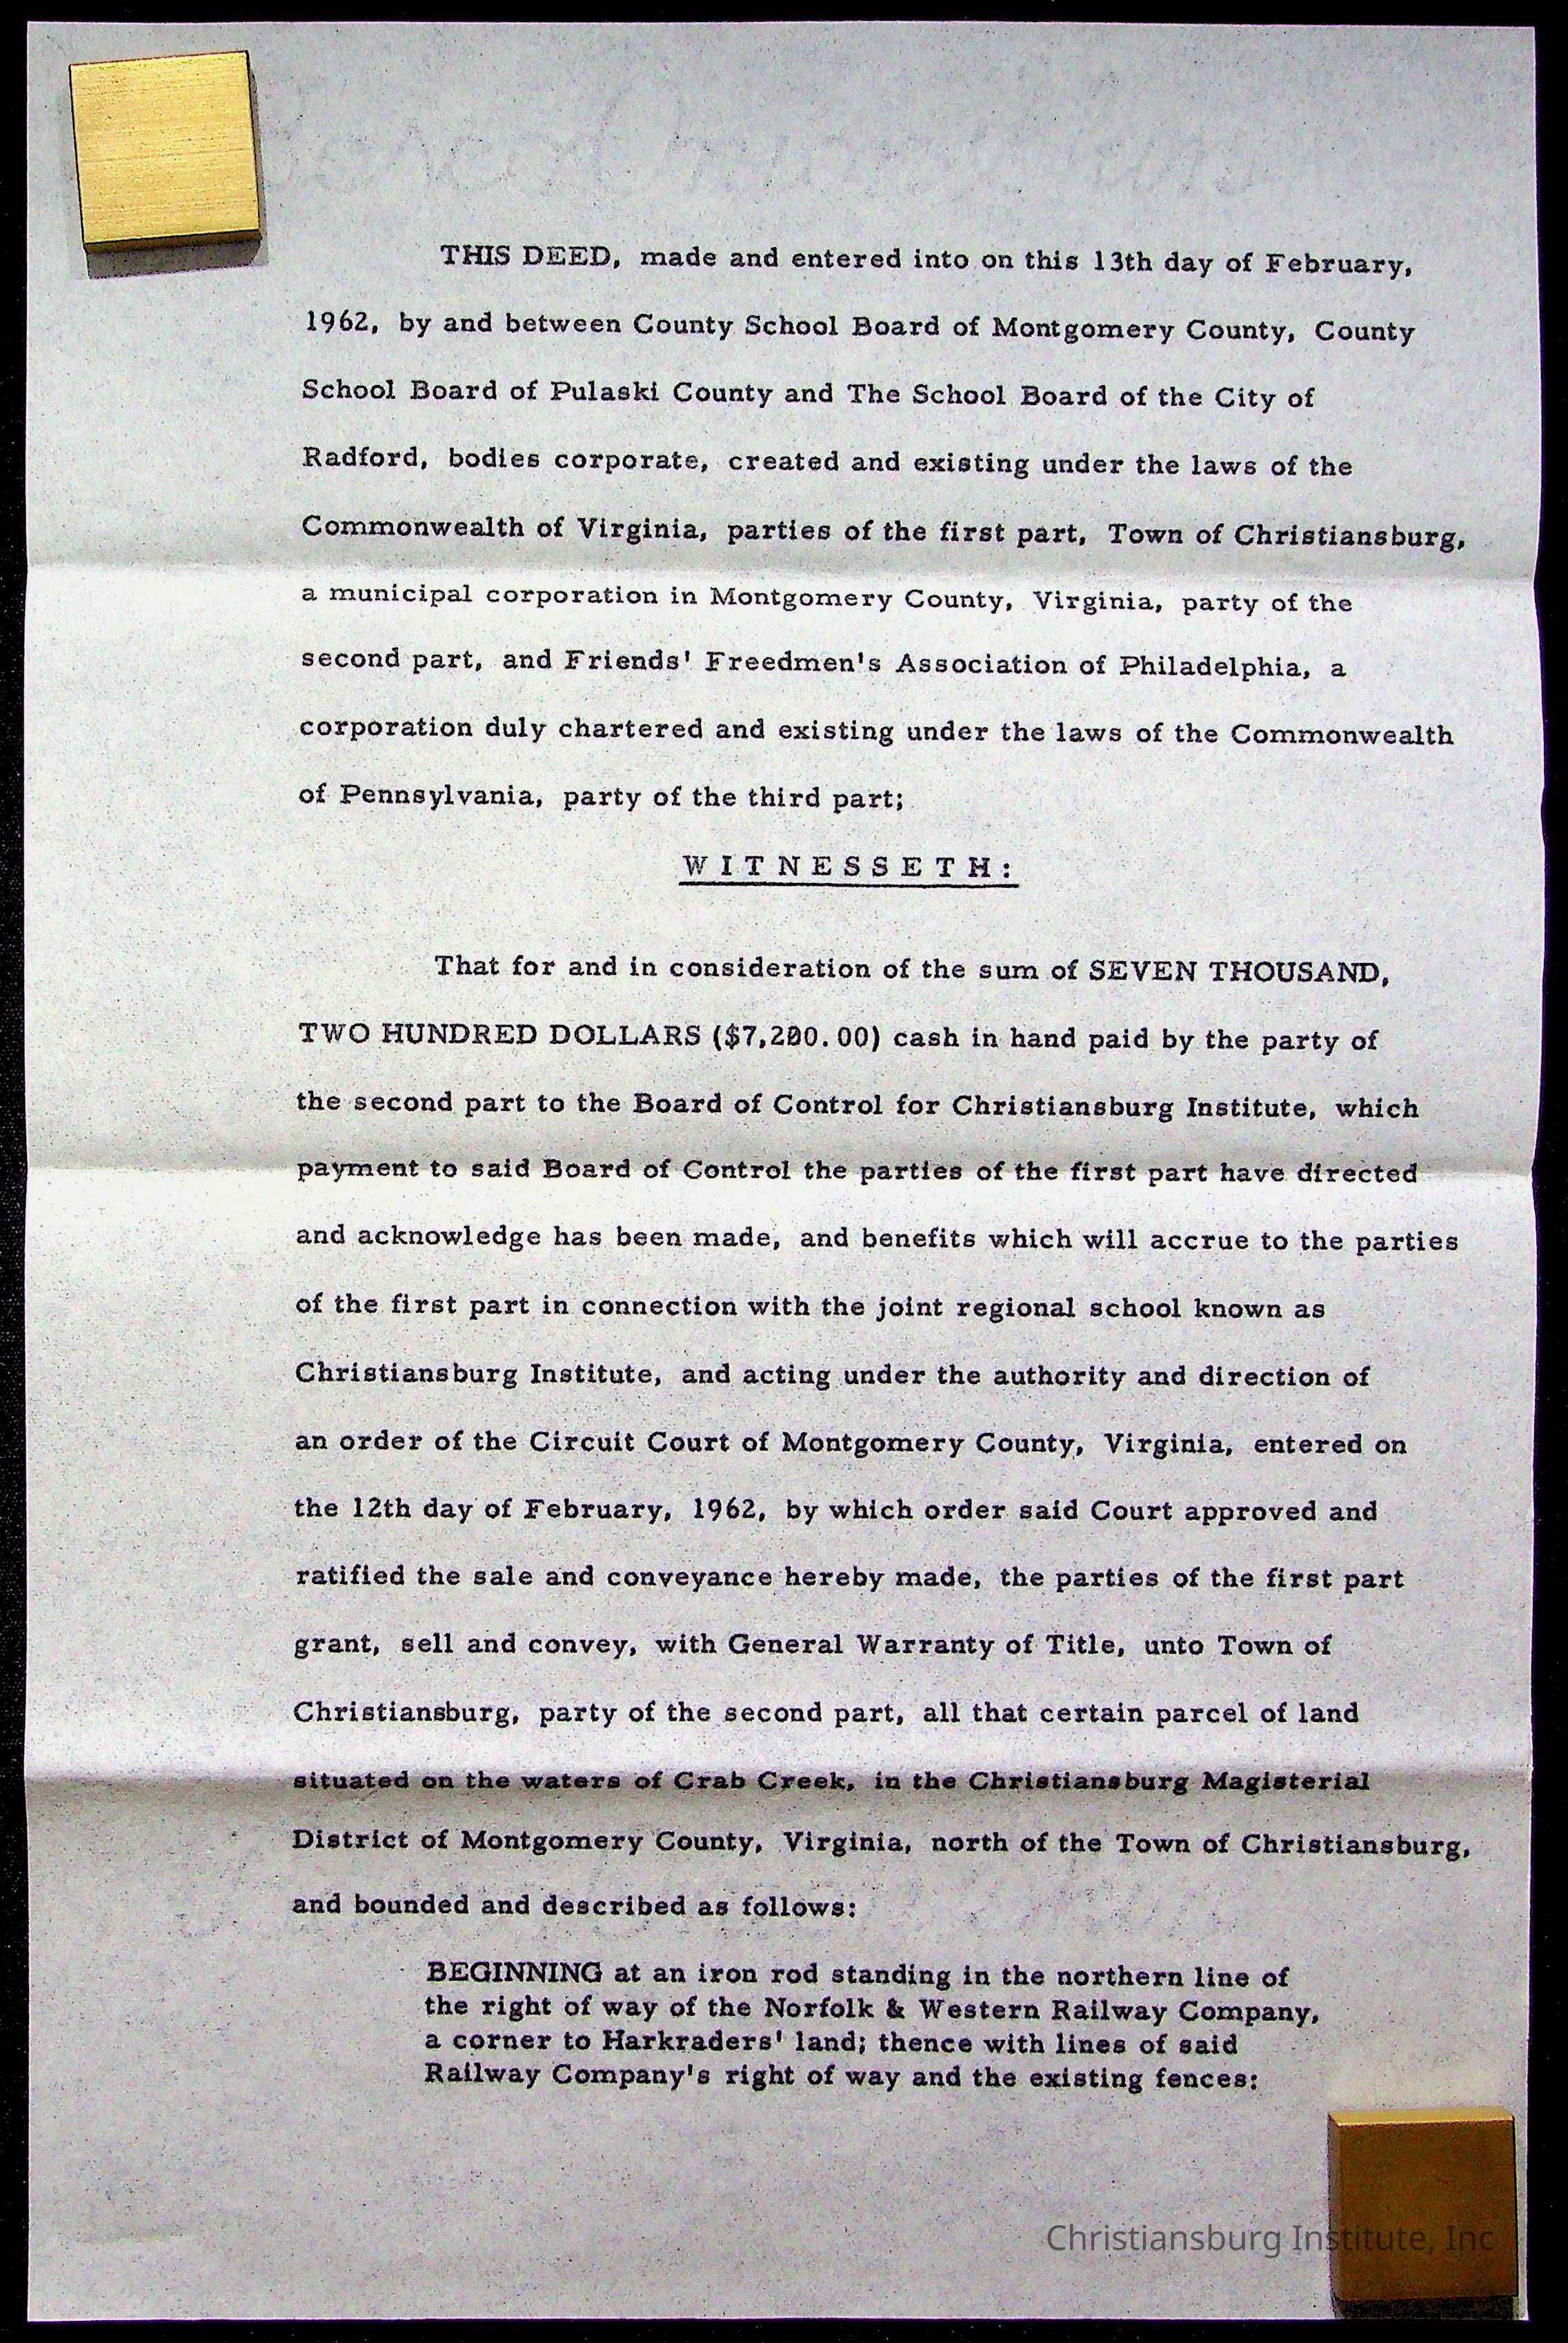 THIS DEED, made and entered into on this 13th day of February,
1962, by and between County School Board of Montgomery County, County
School Board of Pulaski County and The School Board of the City of
Radford, bodies corporate, created and existing under the laws of the
Commonwealth of Virginia, parties of the first part, Town of Christiansburg,
a municipal corporation in Montgomery County, Virginia, party of the
second part, and Friends' Freedmen's Association of Philadelphia, a
corporation duly chartered and existing under the laws of the Commonwealth
of Pennsylvania, party of the third part;
W I T N E S S E T H :
That for and in consideration of the sum of SEVEN THOUSAND,
TWO HUNDRED DOLLARS ($7,200.00) cash in hand paid by the party of
the second part to the Board of Control for Christiansburg Institute, which
payment to said Board of Control the parties of the first part have directed
and acknowledge has been made, and benefits which will accrue to the parties
of the first part in connection with the joint regional school known as
Christiansburg Institute, and acting under the authority and direction of
an order of the Circuit Court of Montgomery County, Virginia, entered on
the 12th day of February, 1962, by which order said Court approved and
ratified the sale and conveyance hereby made, the parties of the first part
grant, sell and convey, with General Warranty of Title, unto Town of
Christiansburg, party of the second part, all that certain parcel of land
situated on the waters of Crab Creek, in the Christiansburg Magisterial
District of Montgomery County, Virginia, north of the Town of Christiansburg,
and bounded and described as follows:
BEGINNING at an iron rod standing in the northern line of
the right of way of the Norfolk & Western Railway Company,
a corner to Harkraders' land; thence with lines of said
Railway Company's right of way and the existing fences:
Christiansburg Institute, Inc